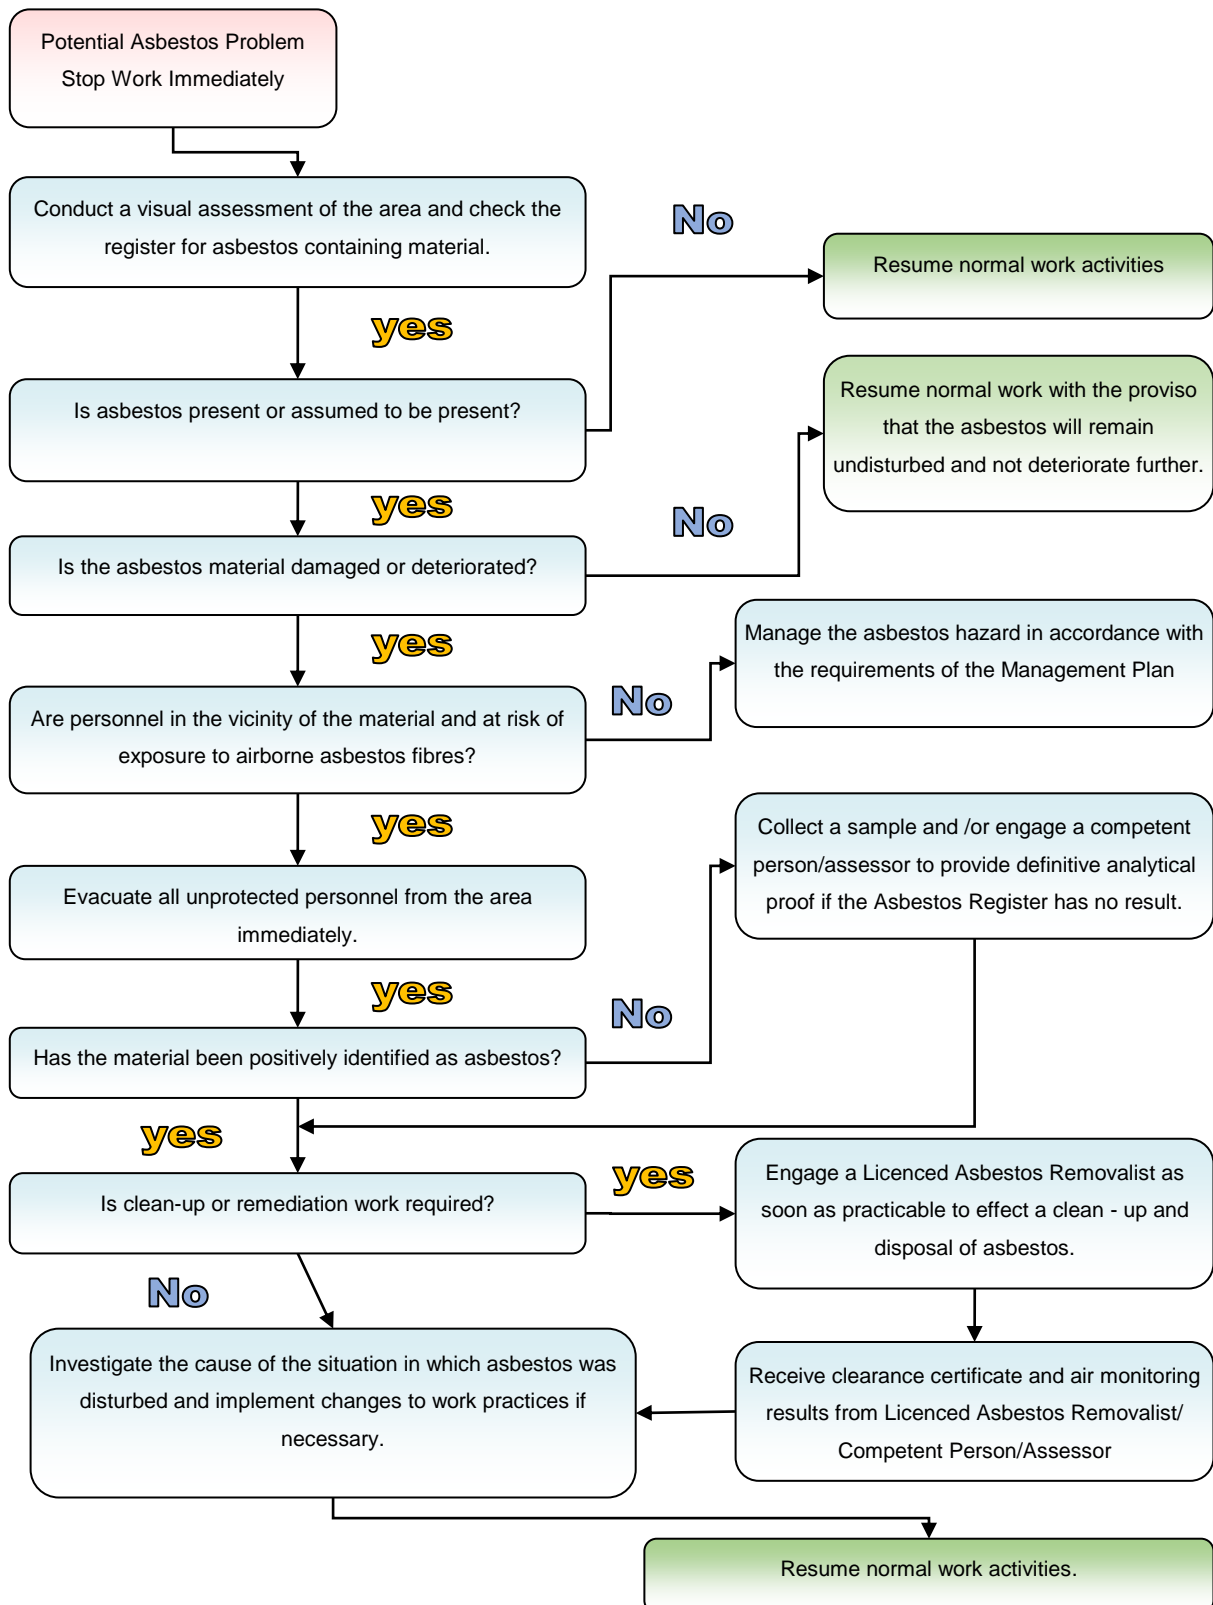 Potential Asbestos Problem
Stop Work Immediately
Conduct a visual assessment of the area and check the
register for asbestos containing material.
No
Resume normal work activities
yes
Is asbestos present or assumed to be present?
Resume normal work with the proviso
that the asbestos will remain
undisturbed and not deteriorate further.
yes
No
Is the asbestos material damaged or deteriorated?
yes
Manage the asbestos hazard in accordance with
the requirements of the Management Plan
No
Are personnel in the vicinity of the material and at risk of
exposure to airborne asbestos fibres?
yes
Collect a sample and /or engage a competent
person/assessor to provide definitive analytical
proof if the Asbestos Register has no result.
Evacuate all unprotected personnel from the area
immediately.
yes
No
Has the material been positively identified as asbestos?
yes
yes
Is clean-up or remediation work required?
Engage a Licenced Asbestos Removalist as
soon as practicable to effect a clean - up and
disposal of asbestos.
No
Investigate the cause of the situation in which asbestos was
disturbed and implement changes to work practices if
necessary.
Receive clearance certificate and air monitoring
results from Licenced Asbestos Removalist/
Competent Person/Assessor
Resume normal work activities.